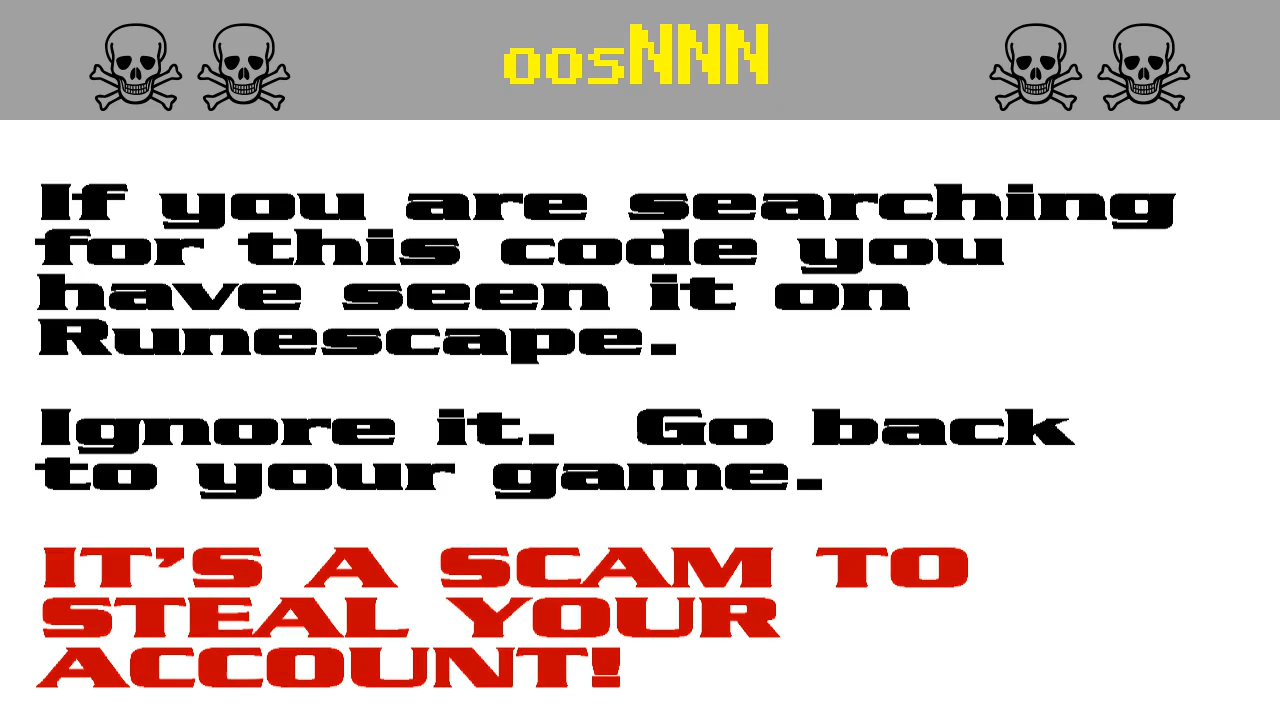 oosNNN
If you are searching
for this code you
have seen it on
Runescape.
Ignore it.  Go back
to your game.
IT'S A SCAM TO
STEAL YOUR
ACCOUNT!